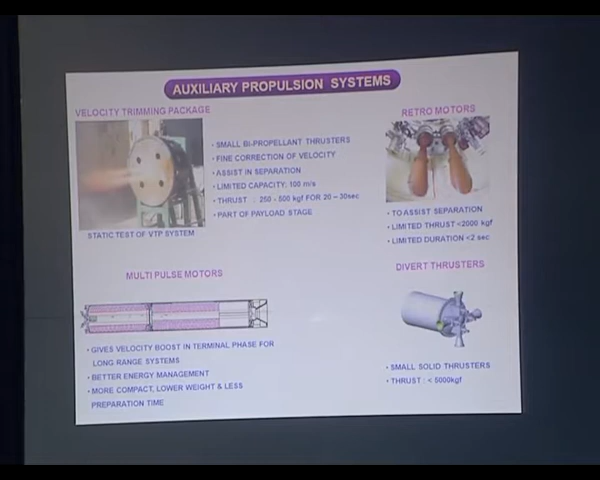 AUXILIARY PROPULSION SYSTEMS
VELOCITY TRIMMING PACKAGE
• SMALL BI-PROPELLANT THRUSTERS
• FINE CORRECTION OF VELOCITY
• ASSIST IN SEPARATION
• LIMITED CAPACITY: 100 m/s
• THRUST : 250 - 500 kgf FOR 20 – 30sec
• PART OF PAYLOAD STAGE
STATIC TEST OF VTP SYSTEM
RETRO MOTORS
• TO ASSIST SEPARATION
• LIMITED THRUST <2000 kgf
• LIMITED DURATION <2 sec
MULTI PULSE MOTORS
• GIVES VELOCITY BOOST IN TERMINAL PHASE FOR
LONG RANGE SYSTEMS
• BETTER ENERGY MANAGEMENT
• MORE COMPACT, LOWER WEIGHT & LESS
PREPARATION TIME
DIVERT THRUSTERS
• SMALL SOLID THRUSTERS
• THRUST : < 5000kgf